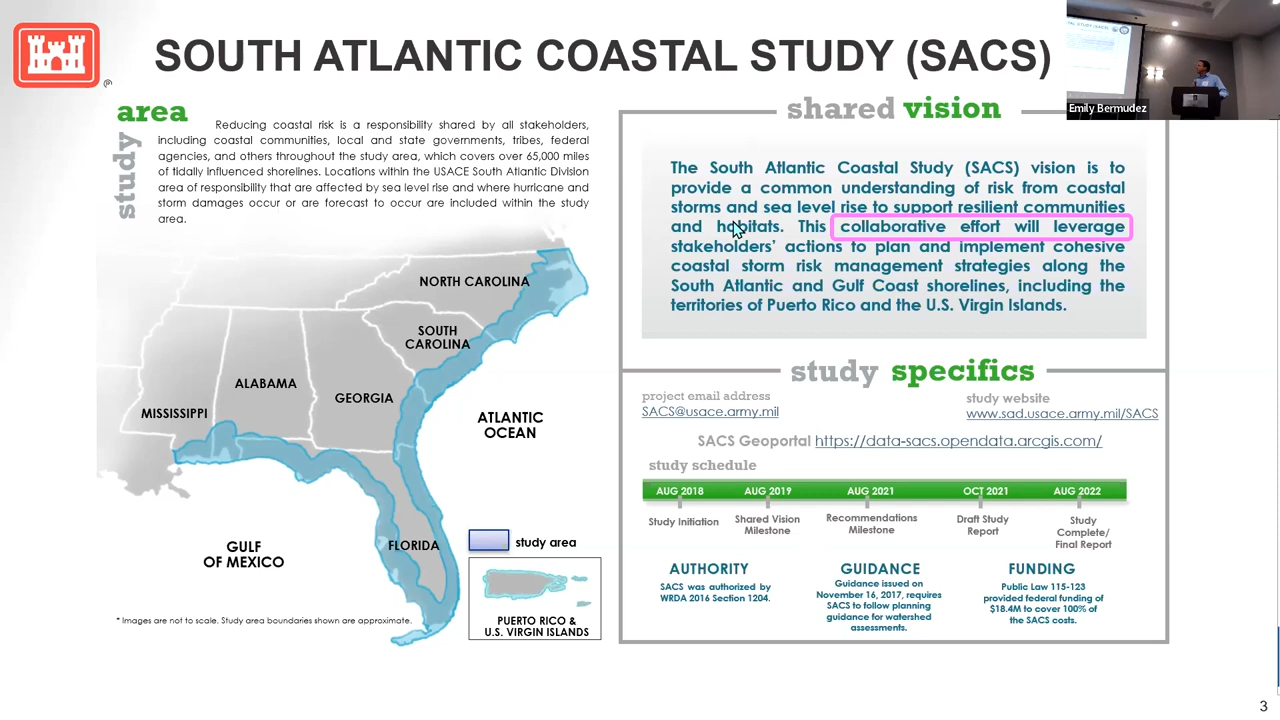 SOUTH ATLANTIC COASTAL STUDY (SACS)
Emily Bermudez
study area
Reducing coastal risk is a responsibility shared by all stakeholders,
including coastal communities, local and state governments, tribes, federal
agencies, and others throughout the study area, which covers over 65,000 miles
of tidally influenced shorelines. Locations within the USACE South Atlantic Division
area of responsibility that are affected by sea level rise and where hurricane and
storm damages occur or are forecast to occur are included within the study
area.
NORTH CAROLINA
SOUTH
CAROLINA
ALABAMA
GEORGIA
MISSISSIPPI
ATLANTIC
OCEAN
GULF
OF MEXICO
FLORIDA
study area
PUERTO RICO &
U.S. VIRGIN ISLANDS
* Images are not to scale. Study area boundaries shown are approximate.
shared vision
The South Atlantic Coastal Study (SACS) vision is to
provide a common understanding of risk from coastal
storms and sea level rise to support resilient communities
and habitats. This collaborative effort will leverage
stakeholders' actions to plan and implement cohesive
coastal storm risk management strategies along the
South Atlantic and Gulf Coast shorelines, including the
territories of Puerto Rico and the U.S. Virgin Islands.
study specifics
project email address
SACS@usace.army.mil
study website
www.sad.usace.army.mil/SACS
SACS Geoportal https://data-sacs.opendata.arcgis.com/
study schedule
AUG 2018 AUG 2019 AUG 2021 OCT 2021 AUG 2022
Study Initiation
Shared Vision
Milestone
Recommendations
Milestone
Draft Study
Report
Study
Complete/
Final Report
AUTHORITY
SACS was authorized by
WRDA 2016 Section 1204.
GUIDANCE
Guidance issued on
November 16, 2017, requires
SACS to follow planning
guidance for watershed
assessments.
FUNDING
Public Law 115-123
provided federal funding of
$18.4M to cover 100% of
the SACS costs.
3